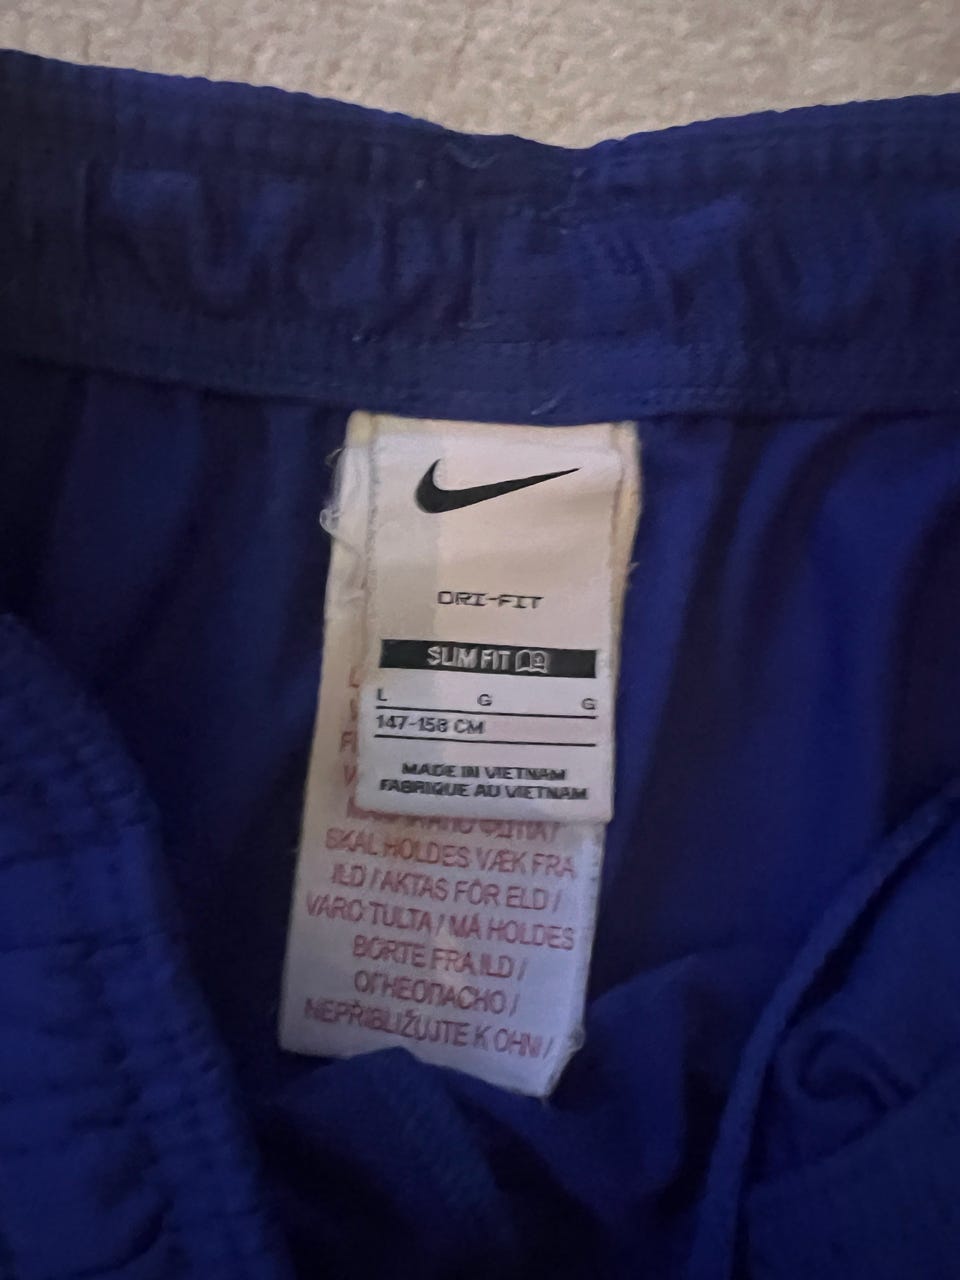 DRI-FIT
SLIM FIT
L G G
147-158 CM
MADE IN VIETNAM
FABRIQUE AU VIETNAM
SKAL HOLDES VÆK FRA
ILD / AKTAS FÖR ELD /
VARO TULTA / MÅ HOLDES
BORTE FRA ILD /
ОГНЕОПАСНО /
NEPŘIBLIŽUJTE K OHNI /